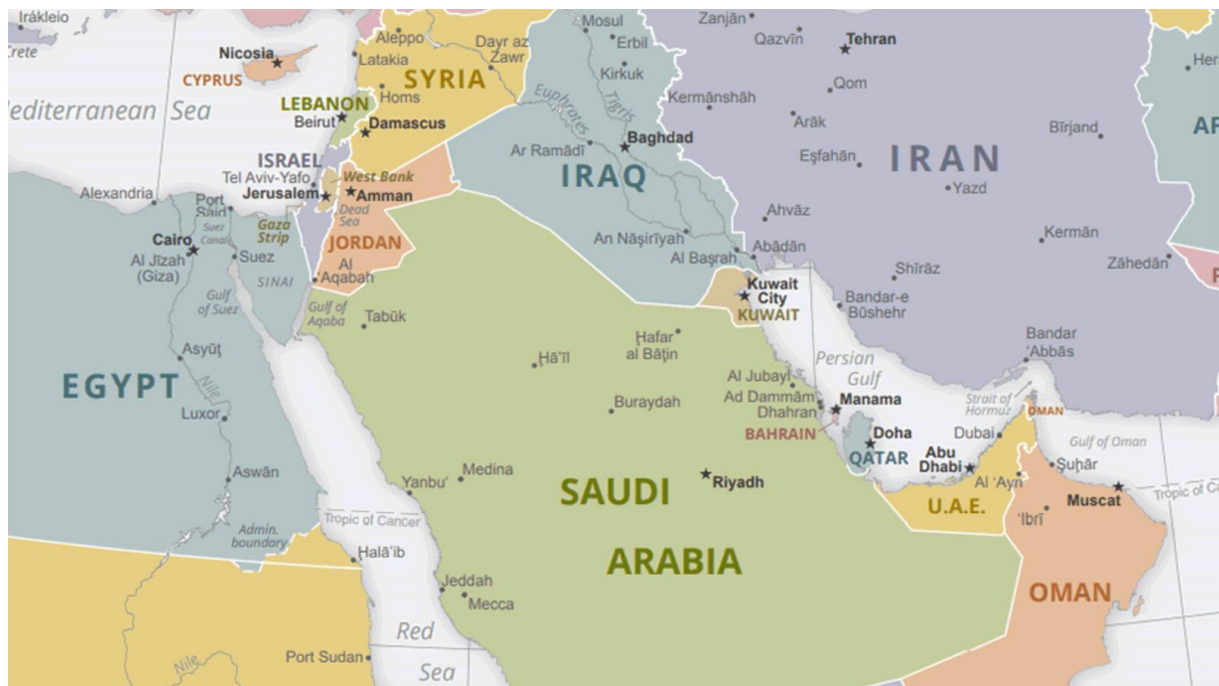 Irákleio
Crete
Nicosia
CYPRUS
Mediterranean Sea
Aleppo
Latakia
Dayr az
Zawr
SYRIA
Homs
LEBANON
Beirut
Damascus
Mosul
Erbil
Kirkuk
Euphrates
Tigris
Baghdad
Ar Ramādī
IRAQ
An Nāşirīyah
Al Başrah
Zanjān
Qazvīn
Tehran
Qom
Kermānshāh
Arāk
Eşfahān
Bīrjand
IRAN
Yazd
Ahvāz
Ābādān
Kermān
Shīrāz
Zāhedān
Bandar-e
Būshehr
Bandar
‘Abbās
Her
AF
P
ISRAEL
Tel Aviv-Yafo
Jerusalem
West Bank
Amman
Dead
Sea
Gaza
Strip
JORDAN
Al
‘Aqabah
Alexandria
Port
Said
Suez
Canal
Cairo
Al Jīzah
(Giza)
Suez
SINAI
Gulf
of Suez
Gulf of
Aqaba
Asyūţ
EGYPT
Nile
Luxor
Aswān
Admin.
boundary
Tropic of Cancer
Ḩalā’ib
Port Sudan
Nile
Red
Sea
Tabūk
Ḩā’īl
Ḩafar
al Bāţin
Buraydah
Kuwait
City
KUWAIT
Persian
Gulf
Al Jubayl
Ad Dammām
Dhahran
Manama
BAHRAIN
Doha
QATAR
Medina
Yanbu‘
Riyadh
SAUDI
ARABIA
Jeddah
Mecca
Strait of
Hormuz
OMAN
Dubai
Abu
Dhabi
Al ‘Ayn
U.A.E.
Gulf of Oman
Şuḩār
Muscat
Tropic of Ca
‘Ibrī
OMAN